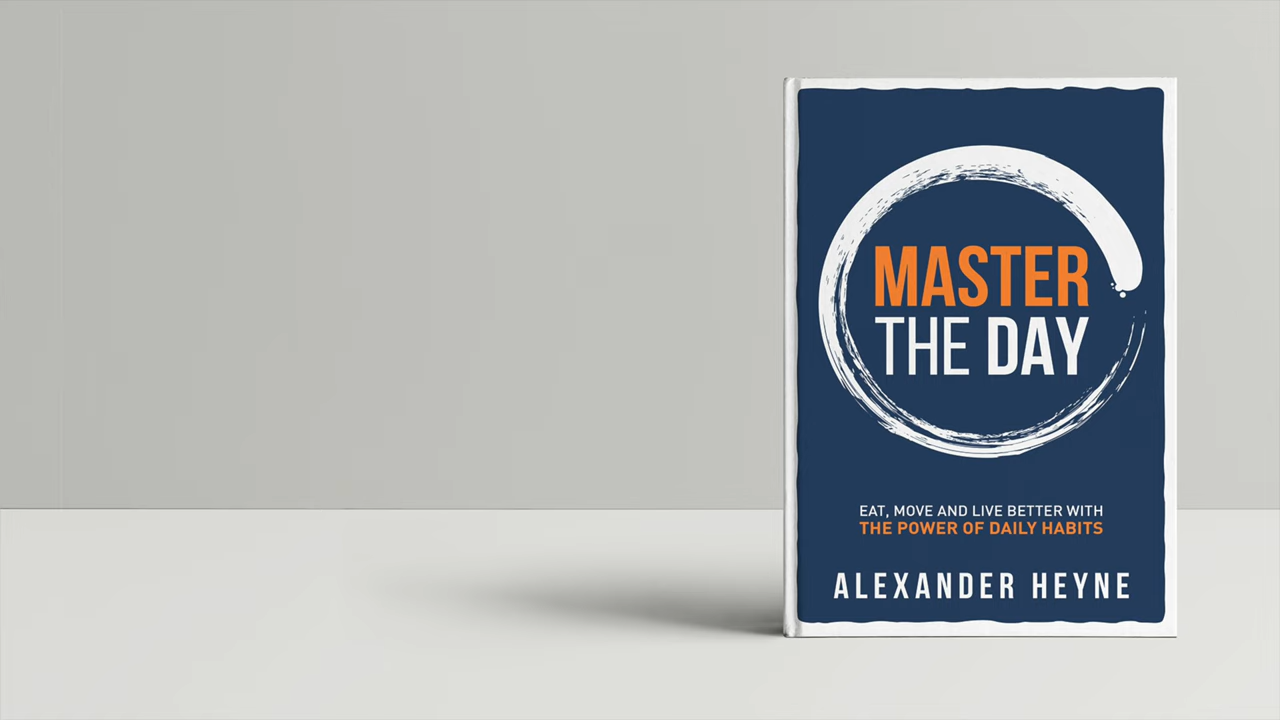 MASTER
THE DAY
EAT, MOVE AND LIVE BETTER WITH
THE POWER OF DAILY HABITS
ALEXANDER HEYNE